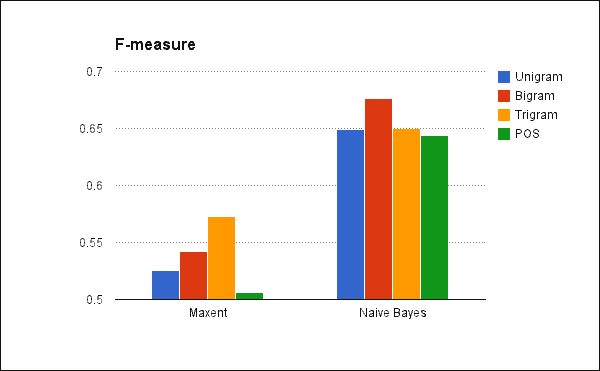 F-measure
0.7
0.65
0.6
0.55
0.5
Maxent
Naive Bayes
Unigram
Bigram
Trigram
POS